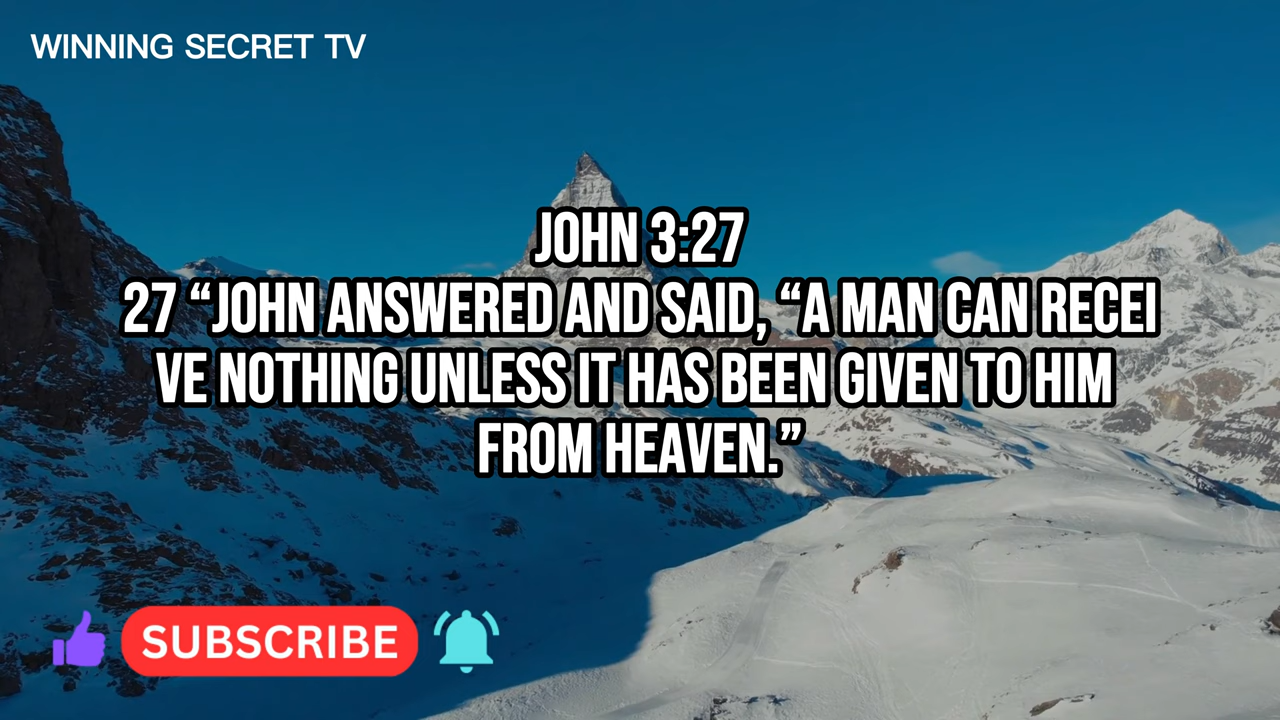 WINNING SECRET TV
JOHN 3:27
27 “JOHN ANSWERED AND SAID, “A MAN CAN RECEI
VE NOTHING UNLESS IT HAS BEEN GIVEN TO HIM
FROM HEAVEN.”
SUBSCRIBE